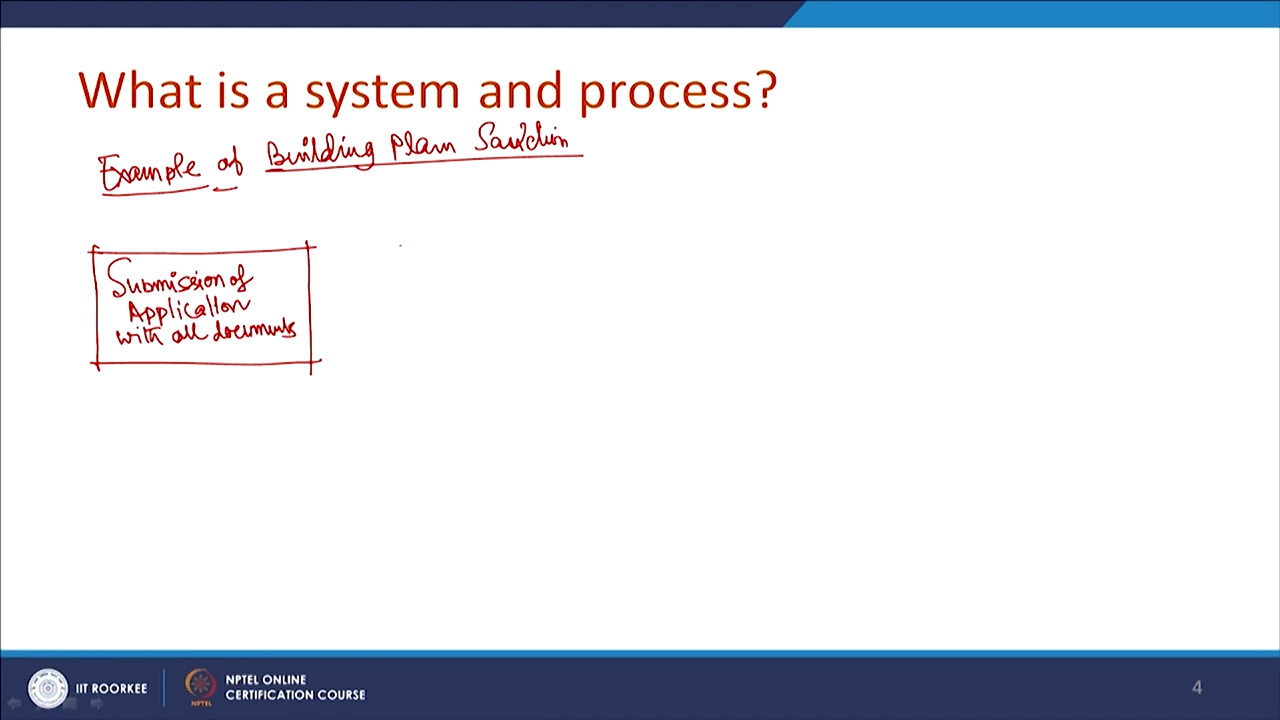 What is a system and process?
Example of Building Plan Sanction
Submission of
Application
with all documents
IIT ROORKEE
NPTEL
NPTEL ONLINE
CERTIFICATION COURSE
4